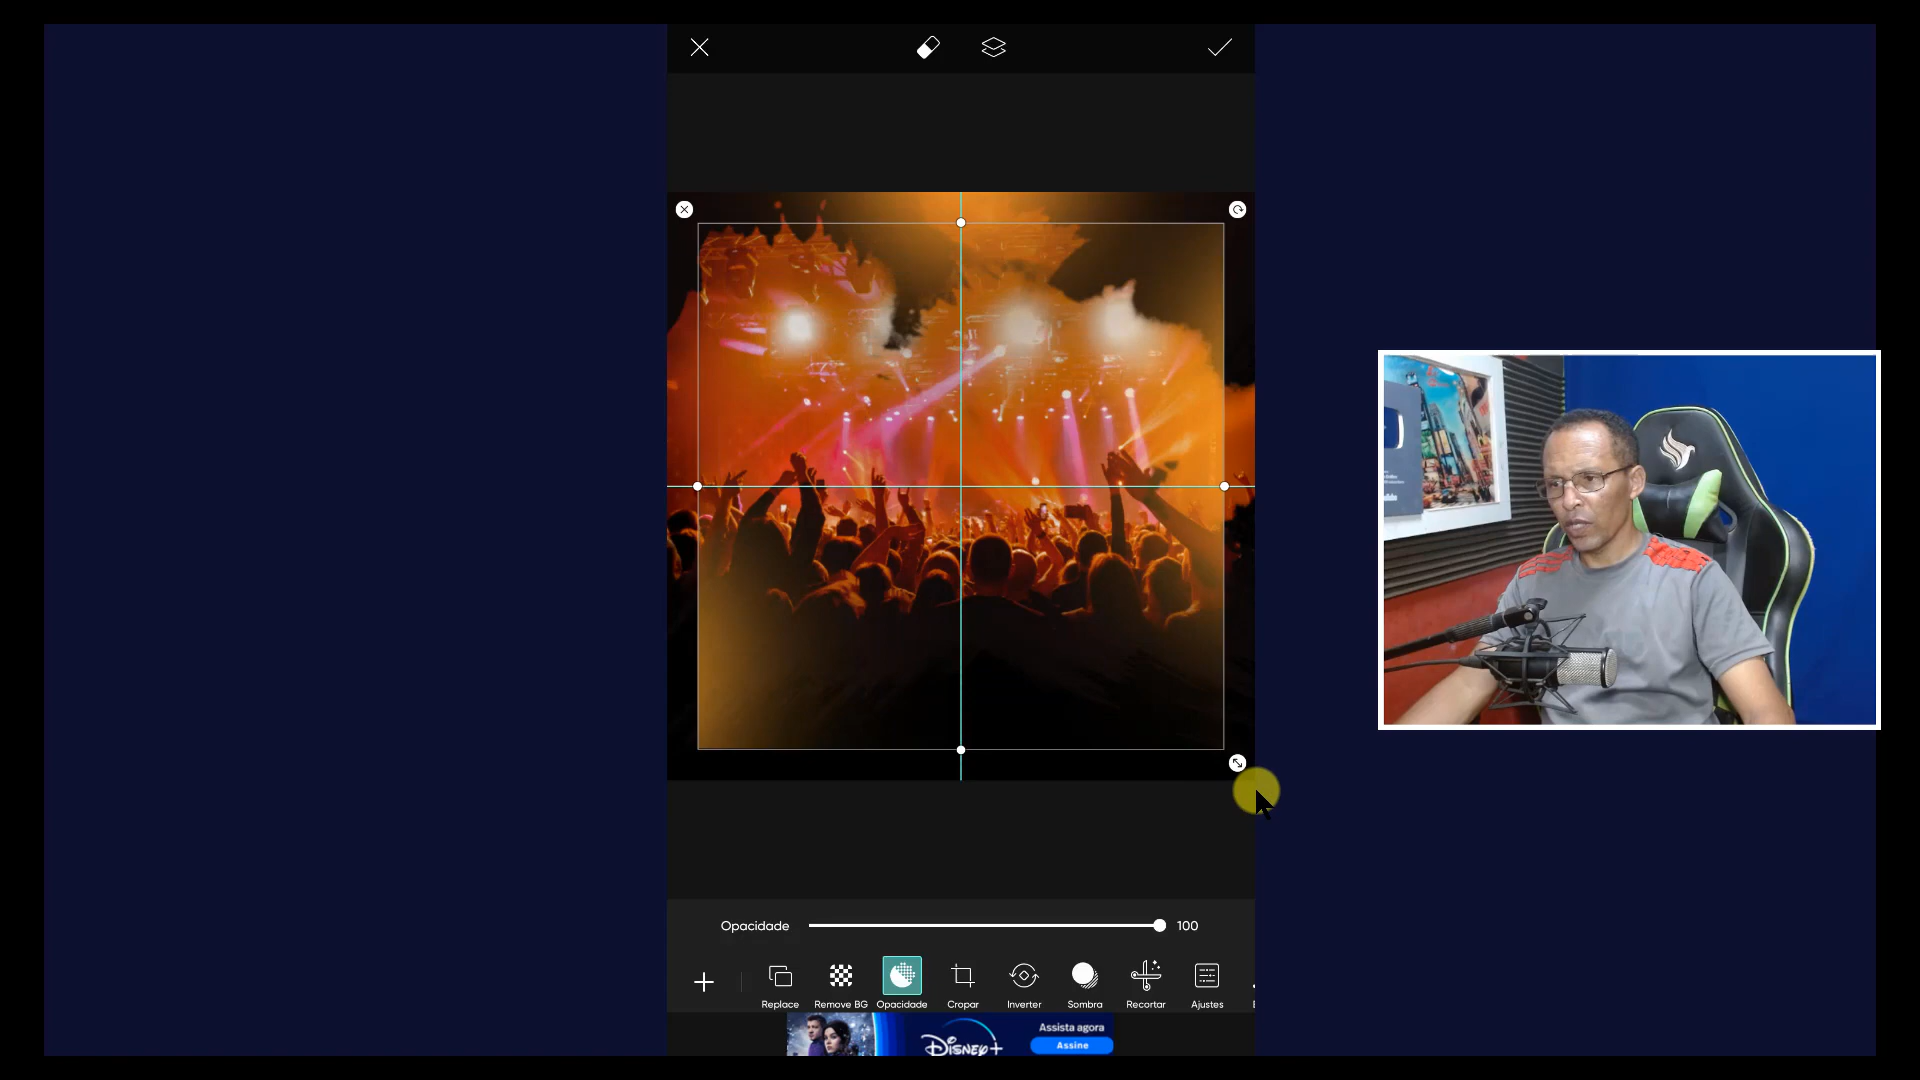 Opacidade 100
Replace Remove BG Opacidade Cropar Inverter Sombra Recortar Ajustes
Disney+
Assista agora
Assine